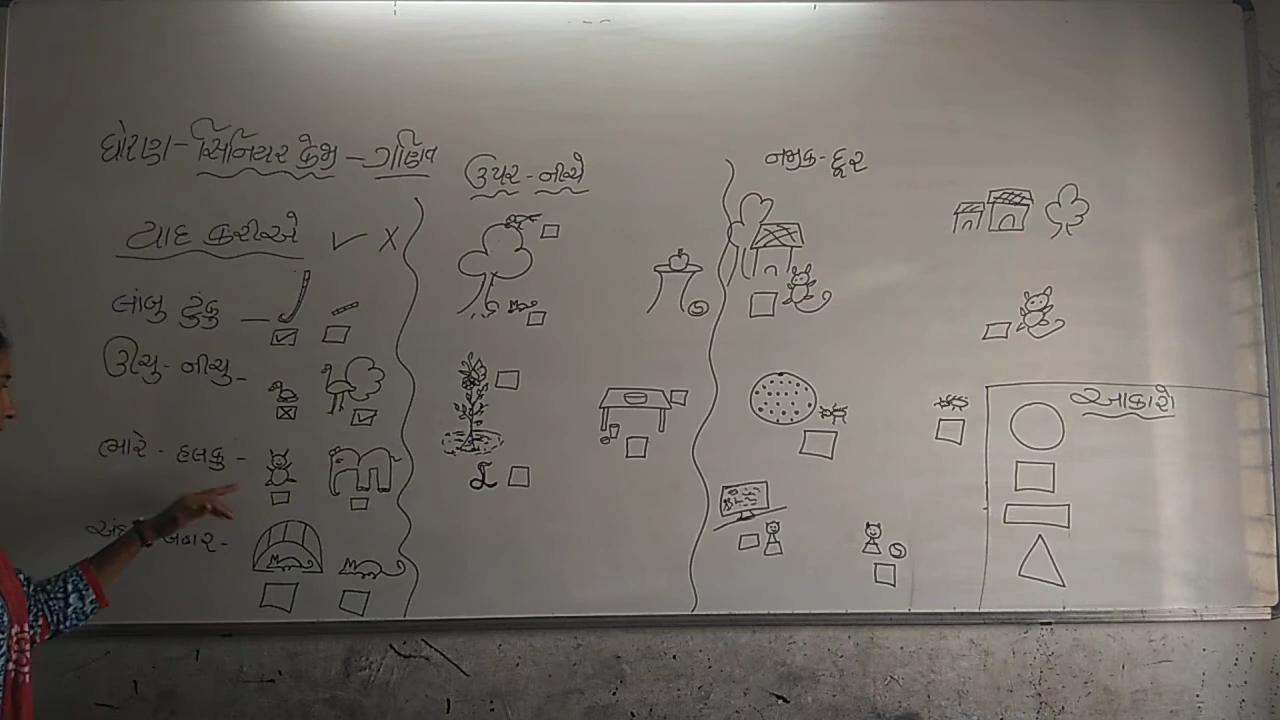 ધોરણ - સિનિયર કેજી - ગણિત
યાદ કરીએ ✓ X
લાંબુ ટુંકુ -
ઊંચુ - નીચુ -
ભારે - હલકુ -
બહાર -
ઉપર - નીચે
નજીક - દૂર
આકારો